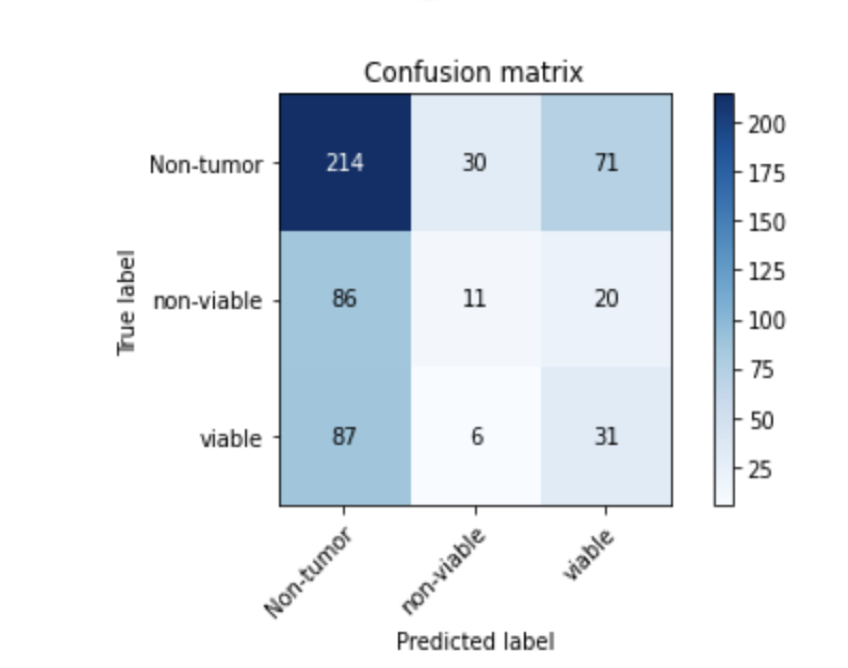 Confusion matrix
True label
Non-tumor 214 30 71
non-viable 86 11 20
viable 87 6 31
Non-tumor non-viable viable
Predicted label
200
175
150
125
100
75
50
25